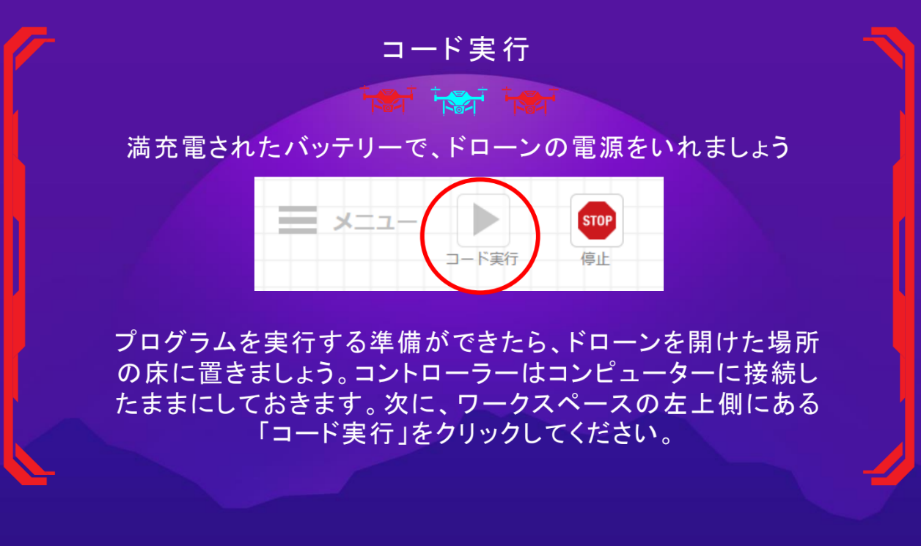 コード実行
満充電されたバッテリーで、ドローンの電源をいれましょう
メニュー
STOP
コード実行
停止
プログラムを実行する準備ができたら、ドローンを開けた場所
の床に置きましょう。コントローラーはコンピューターに接続し
たままにしておきます。次に、ワークスペースの左上側にある
「コード実行」をクリックしてください。